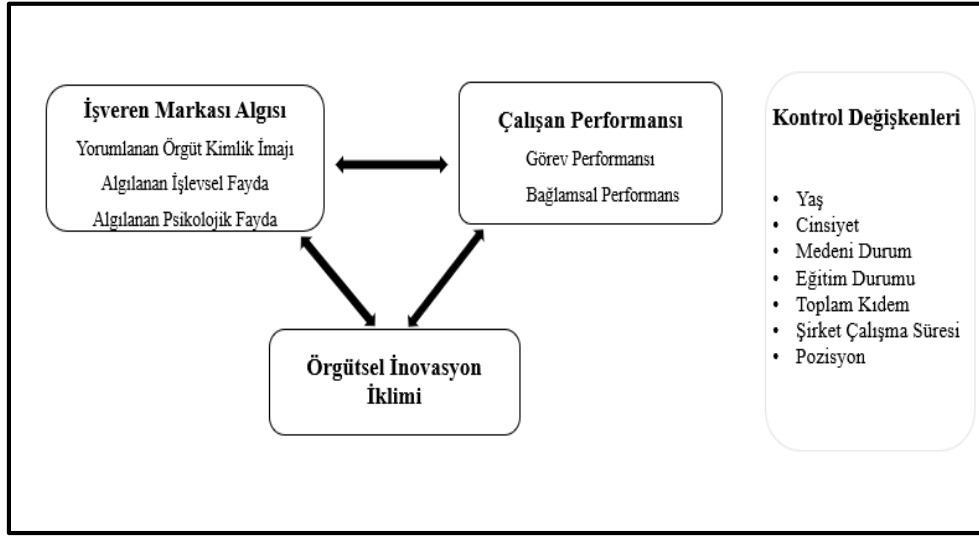 İşveren Markası Algısı
Yorumlanan Örgüt Kimlik İmajı
Algılanan İşlevsel Fayda
Algılanan Psikolojik Fayda
Çalışan Performansı
Görev Performansı
Bağlamsal Performans
Örgütsel İnovasyon
İklimi
Kontrol Değişkenleri
• Yaş
• Cinsiyet
• Medeni Durum
• Eğitim Durumu
• Toplam Kıdem
• Şirket Çalışma Süresi
• Pozisyon